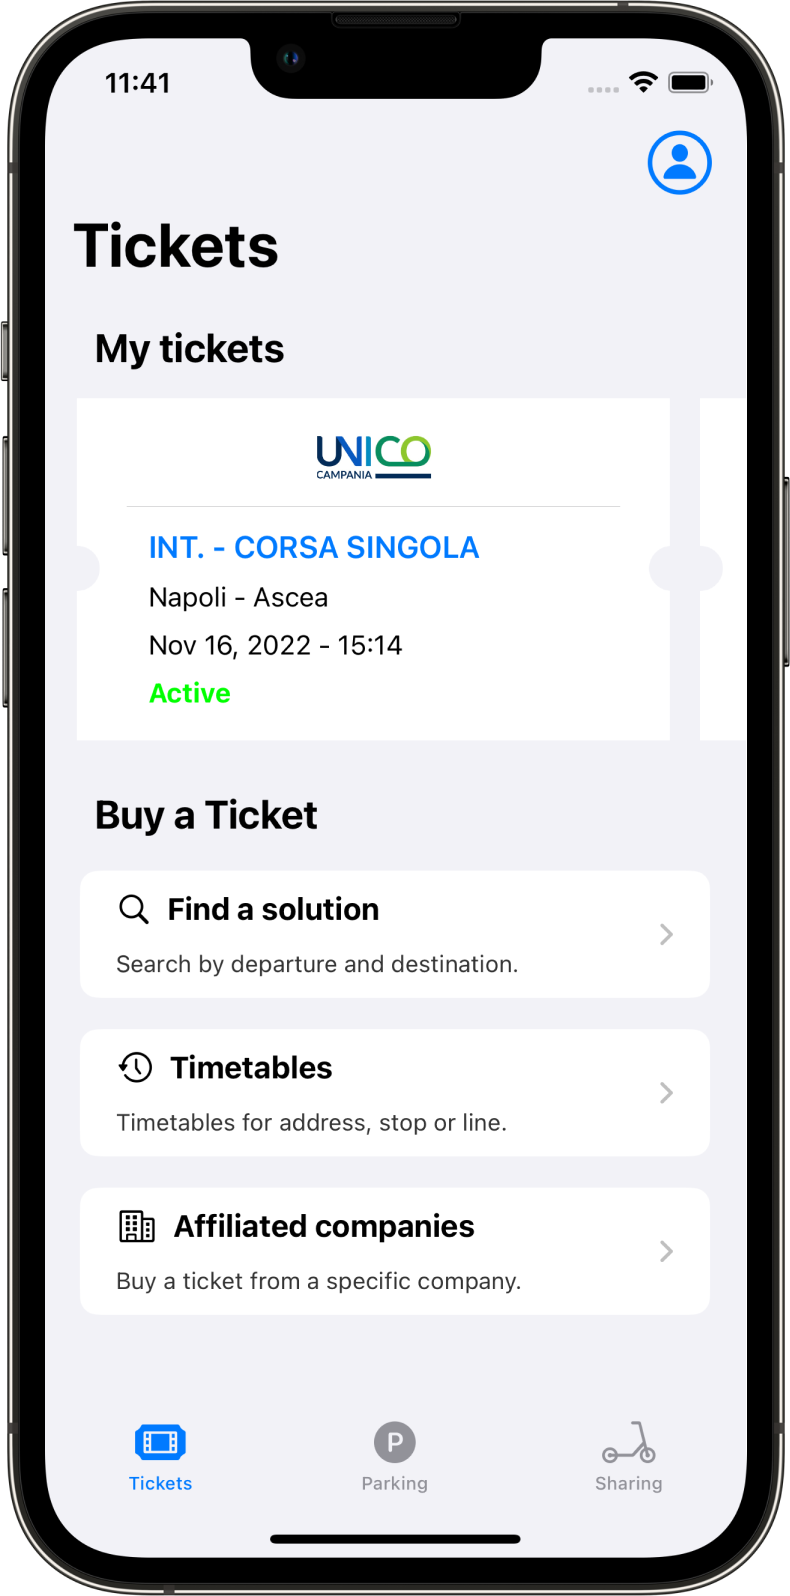 11:41
Tickets
My tickets
UNICO
CAMPANIA
INT. - CORSA SINGOLA
Napoli - Ascea
Nov 16, 2022 - 15:14
Active
Buy a Ticket
Find a solution
Search by departure and destination.
Timetables
Timetables for address, stop or line.
Affiliated companies
Buy a ticket from a specific company.
P
Tickets
Parking
Sharing